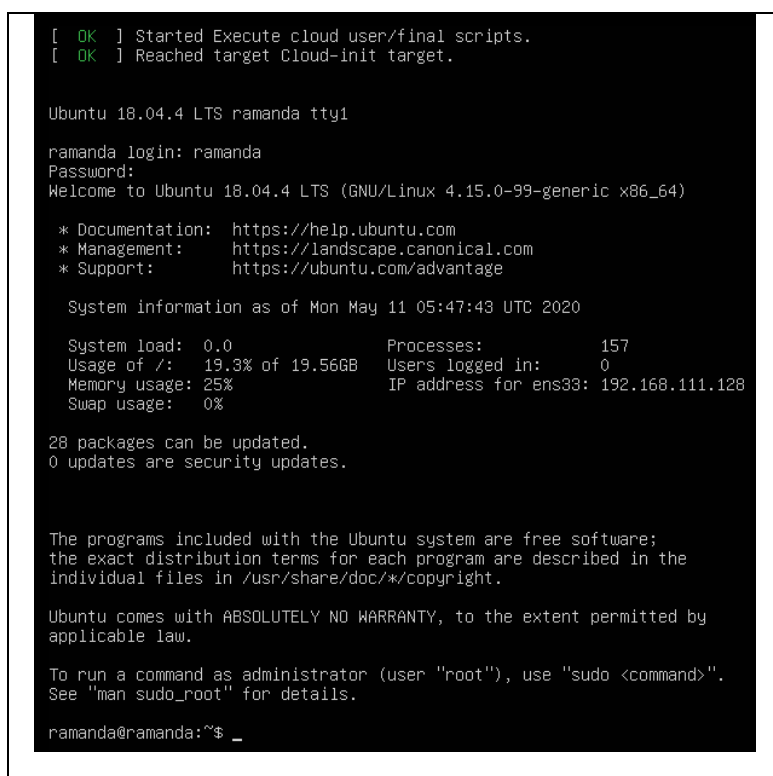 [  OK  ] Started Execute cloud user/final scripts.
[  OK  ] Reached target Cloud-init target.
Ubuntu 18.04.4 LTS ramanda tty1
ramanda login: ramanda
Password:
Welcome to Ubuntu 18.04.4 LTS (GNU/Linux 4.15.0-99-generic x86_64)
 * Documentation:  https://help.ubuntu.com
 * Management:     https://landscape.canonical.com
 * Support:        https://ubuntu.com/advantage
  System information as of Mon May 11 05:47:43 UTC 2020
  System load:  0.0                Processes:            157
  Usage of /:   19.3% of 19.56GB   Users logged in:      0
  Memory usage: 25%                IP address for ens33: 192.168.111.128
  Swap usage:   0%
28 packages can be updated.
0 updates are security updates.
The programs included with the Ubuntu system are free software;
the exact distribution terms for each program are described in the
individual files in /usr/share/doc/*/copyright.
Ubuntu comes with ABSOLUTELY NO WARRANTY, to the extent permitted by
applicable law.
To run a command as administrator (user "root"), use "sudo <command>".
See "man sudo_root" for details.
ramanda@ramanda:~$ _